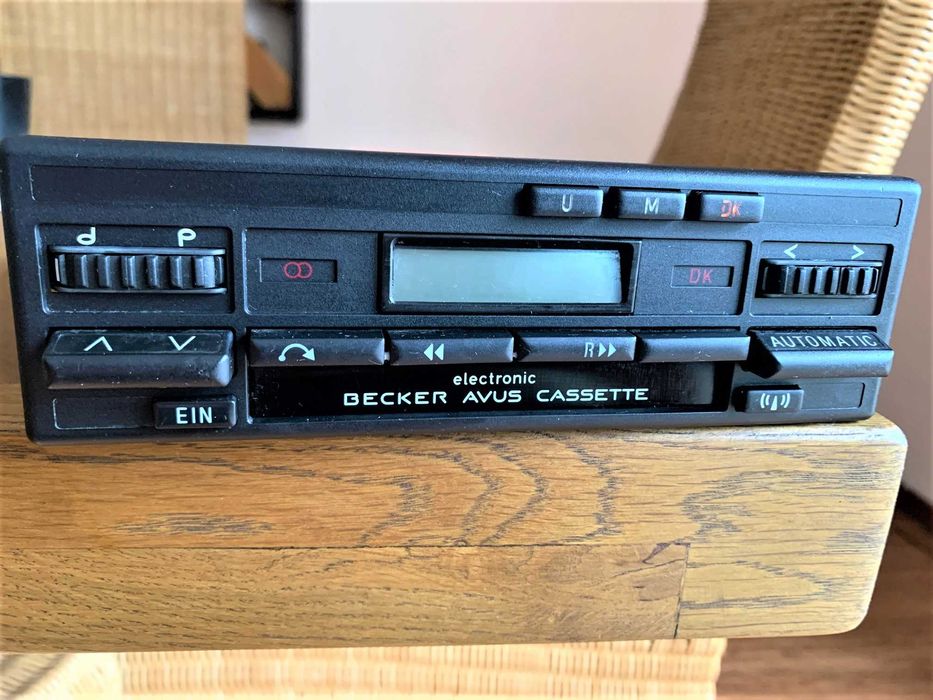 U M DK
d p
DK
< >
R
AUTOMATIC
electronic
BECKER AVUS CASSETTE
EIN